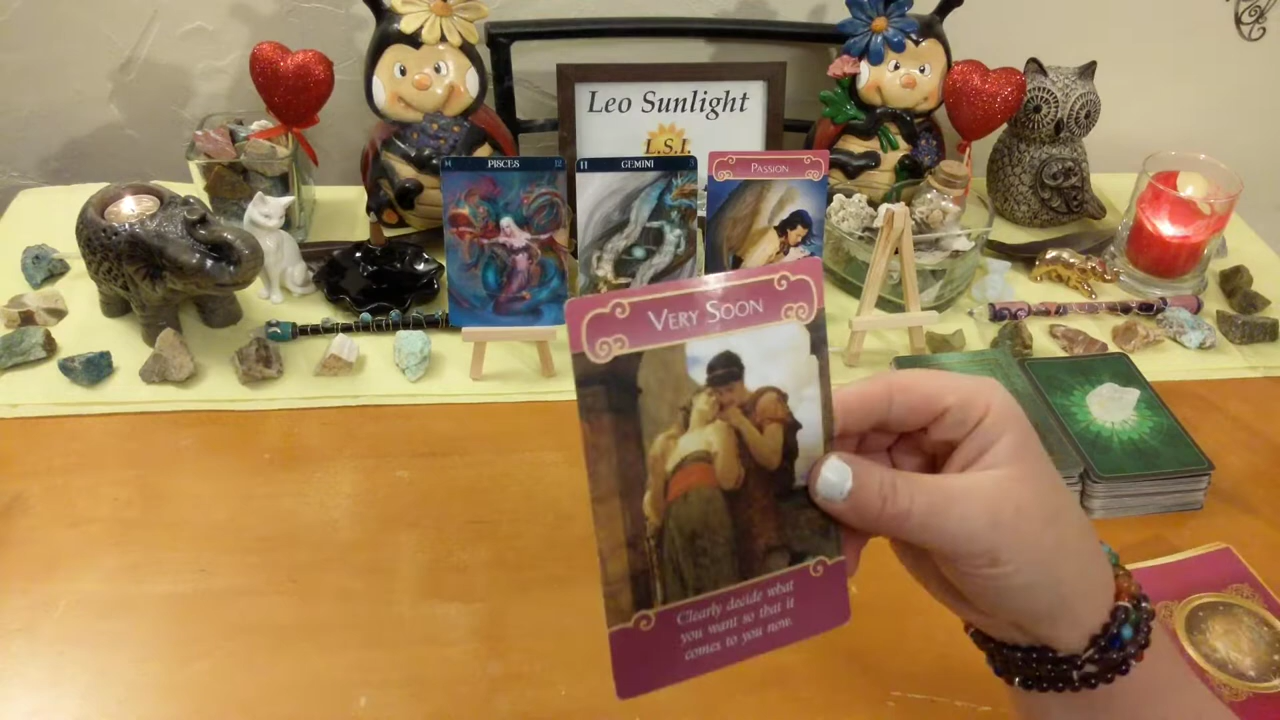 Leo Sunlight
L.S.I.
PISCES
GEMINI
PASSION
VERY SOON
Clearly decide what
you want so that it
comes to you now.